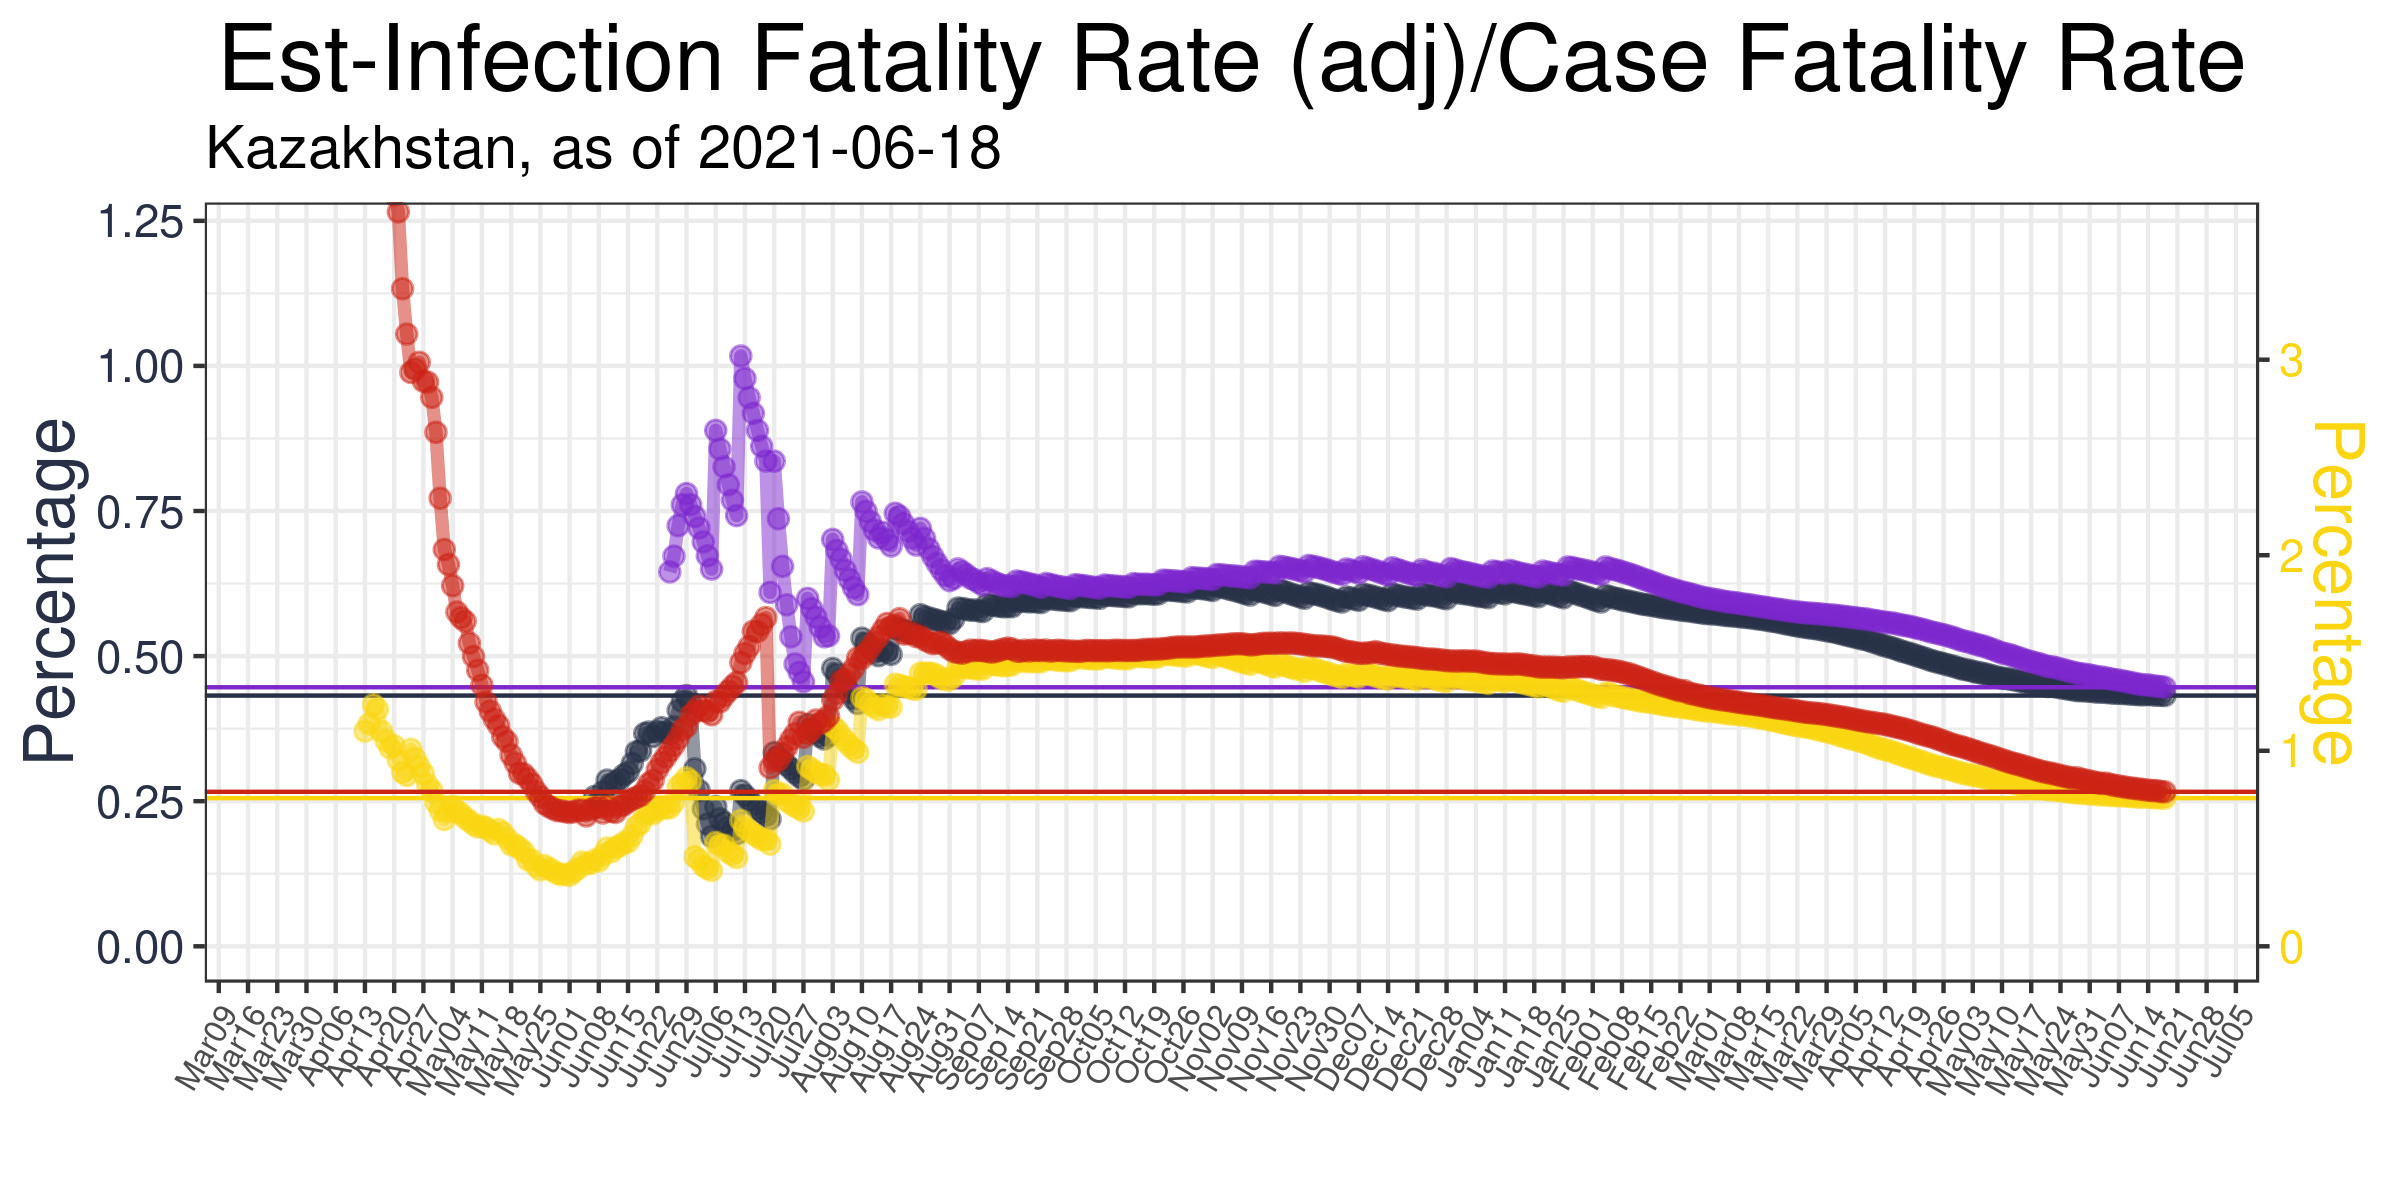 Est-Infection Fatality Rate (adj)/Case Fatality Rate
Kazakhstan, as of 2021-06-18
Percentage
1.25
1.00
0.75
0.50
0.25
0.00
3
2
1
0
Percentage
Mar09
Mar16
Mar23
Mar30
Apr06
Apr13
Apr20
Apr27
May04
May11
May18
May25
Jun01
Jun08
Jun15
Jun22
Jun29
Jul06
Jul13
Jul20
Jul27
Aug03
Aug10
Aug17
Aug24
Aug31
Sep07
Sep14
Sep21
Sep28
Oct05
Oct12
Oct19
Oct26
Nov02
Nov09
Nov16
Nov23
Nov30
Dec07
Dec14
Dec21
Dec28
Jan04
Jan11
Jan18
Jan25
Feb01
Feb08
Feb15
Feb22
Mar01
Mar08
Mar15
Mar22
Mar29
Apr05
Apr12
Apr19
Apr26
May03
May10
May17
May24
May31
Jun07
Jun14
Jun21
Jun28
Jul05